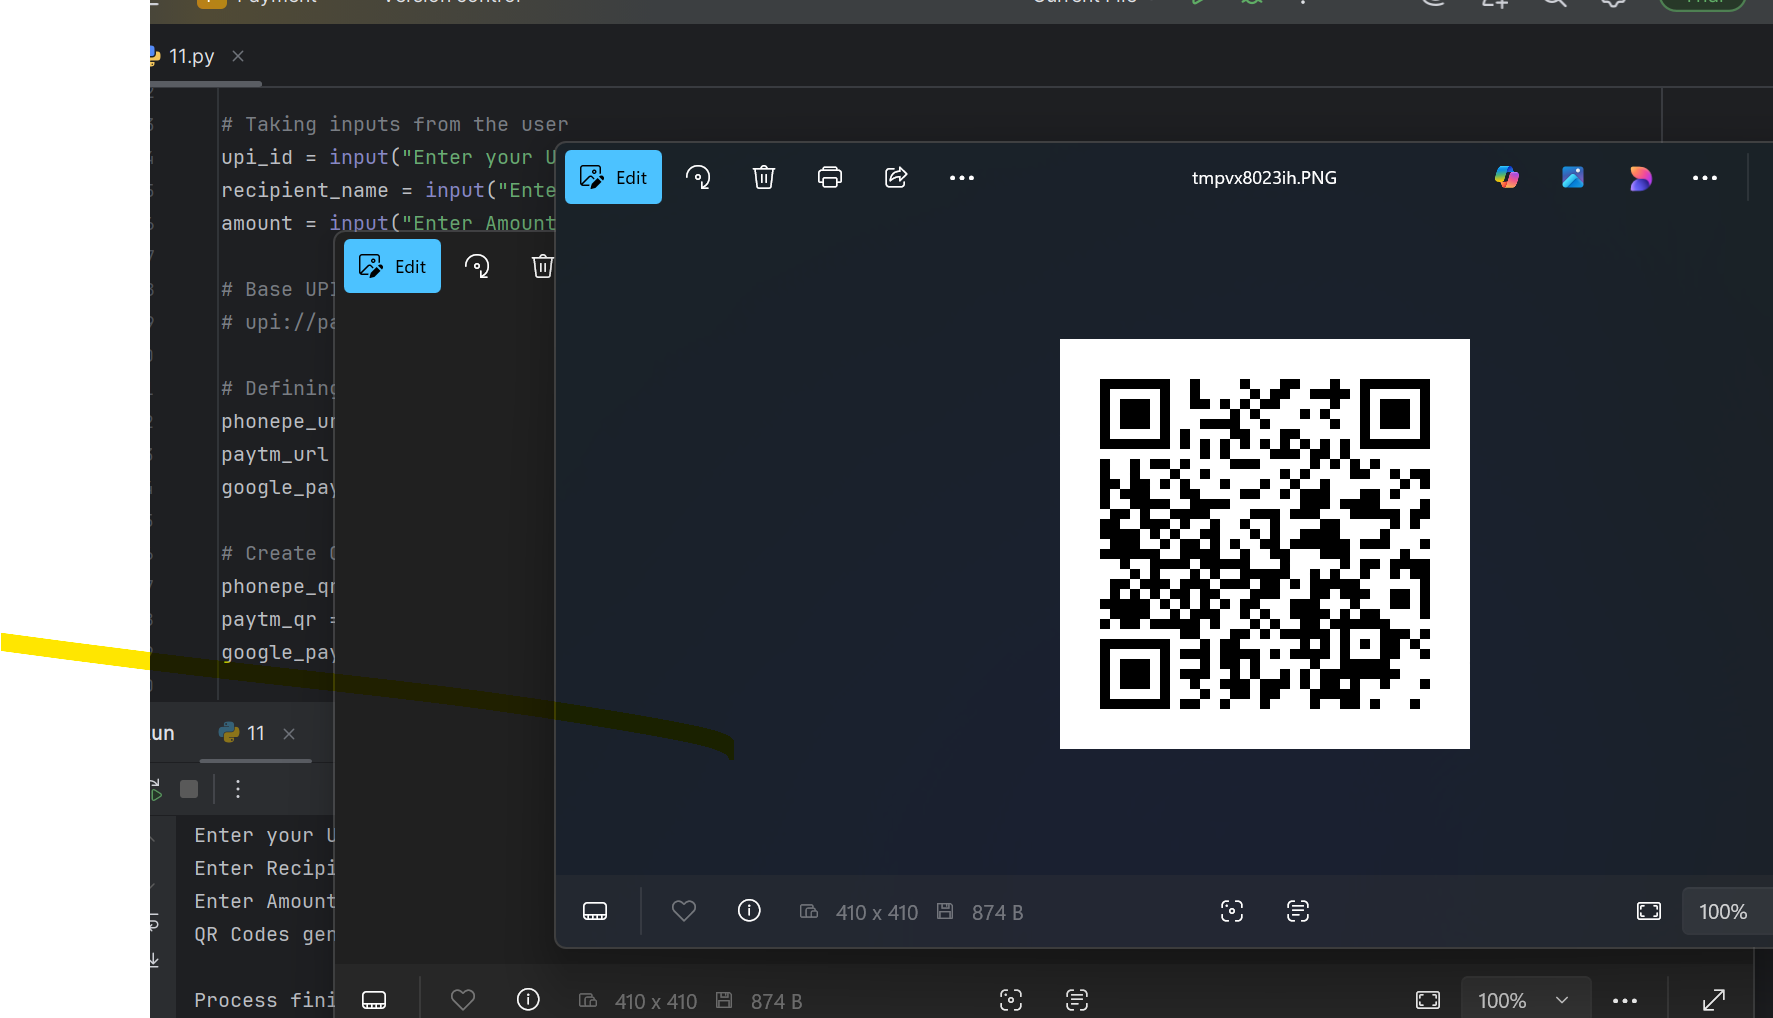 11.py
# Taking inputs from the user
upi_id = input("Enter your U
recipient_name = input("Ente
amount = input("Enter Amount
# Base UPI
# upi://pa
# Defining
phonepe_ur
paytm_url
google_pay
# Create
phonepe_qr
paytm_qr =
google_pay
un
11
Enter your U
Enter Recipi
Enter Amount
QR Codes gen
Process fini
Edit
tmpvx8023ih.PNG
410 x 410
874 B
100%
Edit
410 x 410
874 B
100%